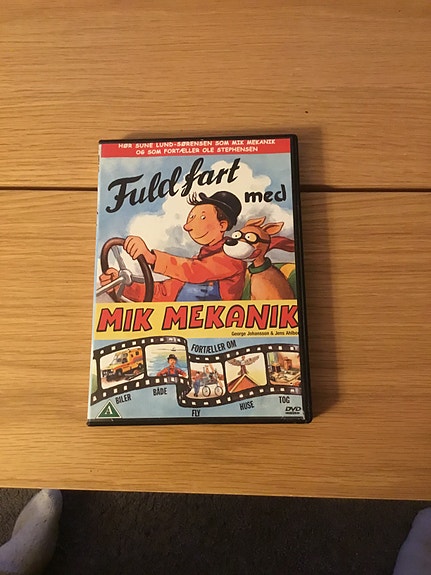 HØR SUNE LUND-SØRENSEN SOM MIK MEKANIK
OG SOM FORTÆLLER OLE STEPHENSEN
Fuld fart
med
MIK MEKANIK
George Johansson & Jens Ahlbom
FORTÆLLER OM
BILER BÅDE FLY HUSE TOG
A
DVD